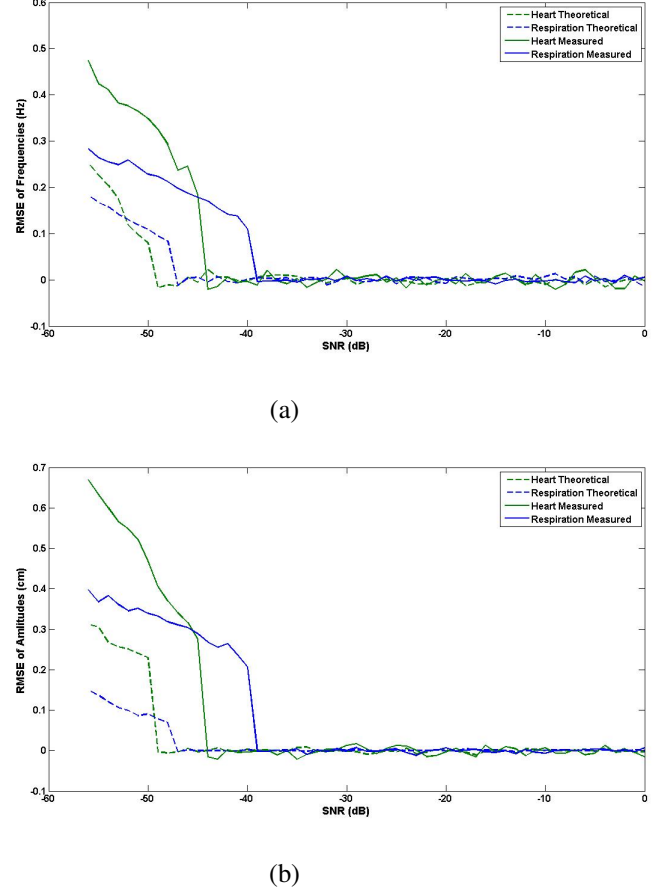 0.6
0.5
0.4
0.3
0.2
0.1
0
-0.1
RMSE of Frequencies (Hz)
Heart Theoretical
Respiration Theoretical
Heart Measured
Respiration Measured
-60 -50 -40 -30 -20 -10 0
SNR (dB)
(a)
0.7
0.6
0.5
0.4
0.3
0.2
0.1
0
-0.1
RMSE of Amlitudes (cm)
Heart Theoretical
Respiration Theoretical
Heart Measured
Respiration Measured
-60 -50 -40 -30 -20 -10 0
SNR (dB)
(b)